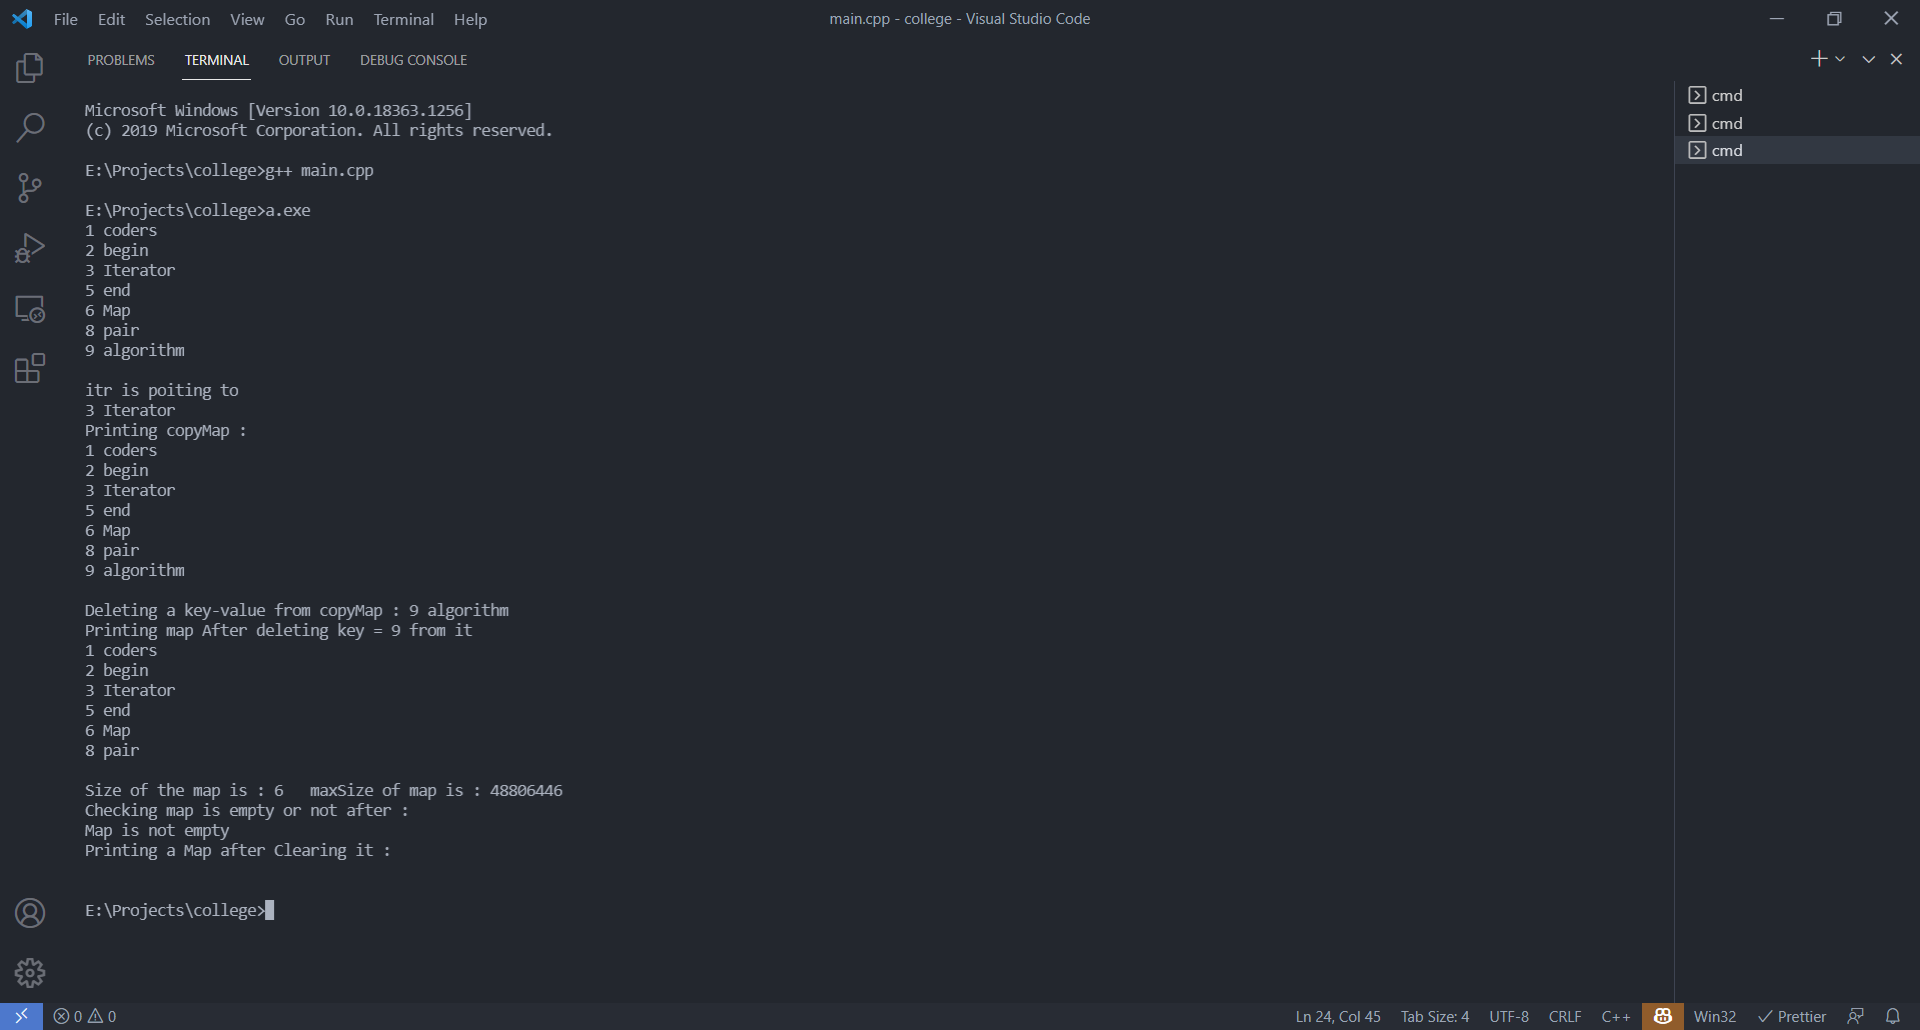 File Edit Selection View Go Run Terminal Help
main.cpp - college - Visual Studio Code
PROBLEMS TERMINAL OUTPUT DEBUG CONSOLE
Microsoft Windows [Version 10.0.18363.1256]
(c) 2019 Microsoft Corporation. All rights reserved.
E:\Projects\college>g++ main.cpp
E:\Projects\college>a.exe
1 coders
2 begin
3 Iterator
5 end
6 Map
8 pair
9 algorithm
itr is poiting to
3 Iterator
Printing copyMap :
1 coders
2 begin
3 Iterator
5 end
6 Map
8 pair
9 algorithm
Deleting a key-value from copyMap : 9 algorithm
Printing map After deleting key = 9 from it
1 coders
2 begin
3 Iterator
5 end
6 Map
8 pair
Size of the map is : 6   maxSize of map is : 48806446
Checking map is empty or not after :
Map is not empty
Printing a Map after Clearing it :
E:\Projects\college>
cmd
cmd
cmd
0 0
Ln 24, Col 45 Tab Size: 4 UTF-8 CRLF C++ Win32 Prettier